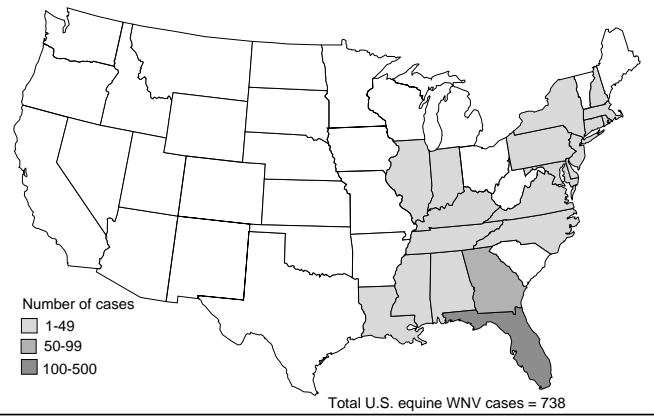 Number of cases
1-49
50-99
100-500
Total U.S. equine WNV cases = 738